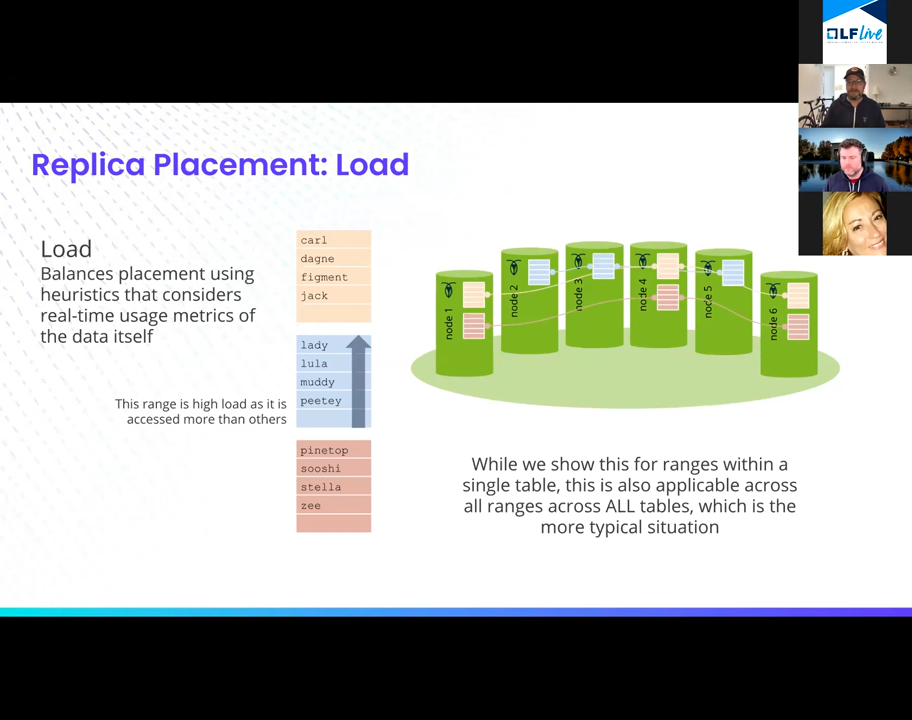 LF live
Replica Placement: Load
Load
Balances placement using
heuristics that considers
real-time usage metrics of
the data itself
This range is high load as it is
accessed more than others
carl
dagne
figment
jack
lady
lula
muddy
peetey
pinetop
sooshi
stella
zee
node 1
node 2
node 3
node 4
node 5
node 6
While we show this for ranges within a
single table, this is also applicable across
all ranges across ALL tables, which is the
more typical situation